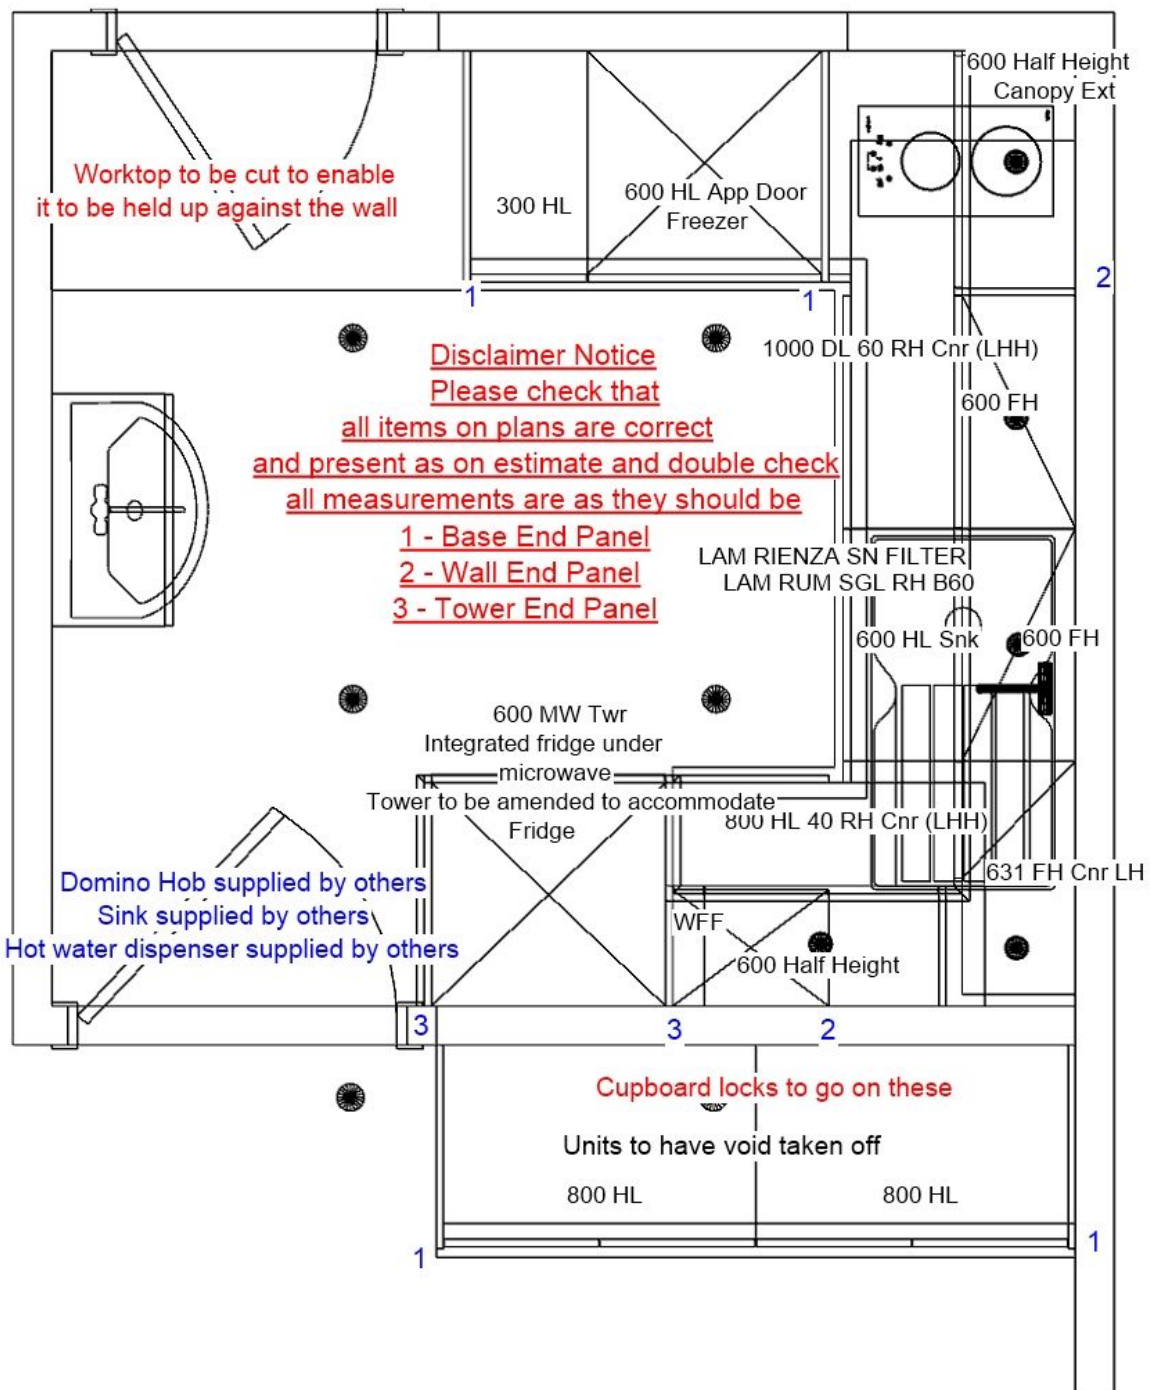 600 Half Height
Canopy Ext
Worktop to be cut to enable
it to be held up against the wall
300 HL
600 HL App Door
Freezer
2
1
1
1000 DL 60 RH Cnr (LHH)
600 FH
Disclaimer Notice
Please check that
all items on plans are correct
and present as on estimate and double check
all measurements are as they should be
1 - Base End Panel
2 - Wall End Panel
3 - Tower End Panel
LAM RIENZA SN FILTER
LAM RUM SGL RH B60
600 HL Snk
600 FH
600 MW Twr
Integrated fridge under
microwave
Tower to be amended to accommodate
Fridge
800 HL 40 RH Cnr (LHH)
631 FH Cnr LH
Domino Hob supplied by others
Sink supplied by others
Hot water dispenser supplied by others
WFF
600 Half Height
3
3
2
Cupboard locks to go on these
Units to have void taken off
800 HL
800 HL
1
1